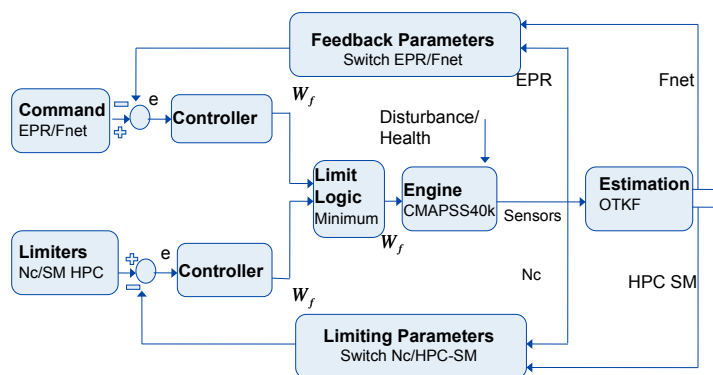 Feedback Parameters
Switch EPR/Fnet
EPR
Fnet
W_f
e
Command
EPR/Fnet
Controller
Disturbance/
Health
Limit
Logic
Minimum
Engine
CMAPSS40k
Sensors
Estimation
OTKF
W_f
Limiters
Nc/SM HPC
e
Controller
Nc
HPC SM
W_f
Limiting Parameters
Switch Nc/HPC-SM